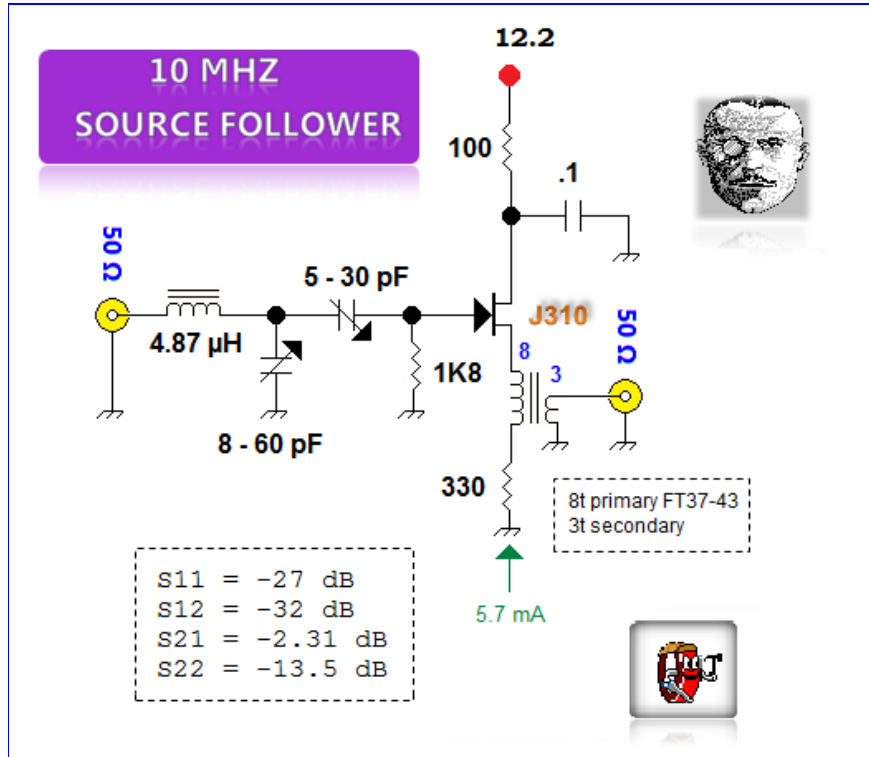 10 MHZ
SOURCE FOLLOWER
12.2
100
.1
50 Ω
5 - 30 pF
4.87 µH
J310
50 Ω
8
3
1K8
8 - 60 pF
330
8t primary FT37-43
3t secondary
5.7 mA
S11 = -27 dB
S12 = -32 dB
S21 = -2.31 dB
S22 = -13.5 dB